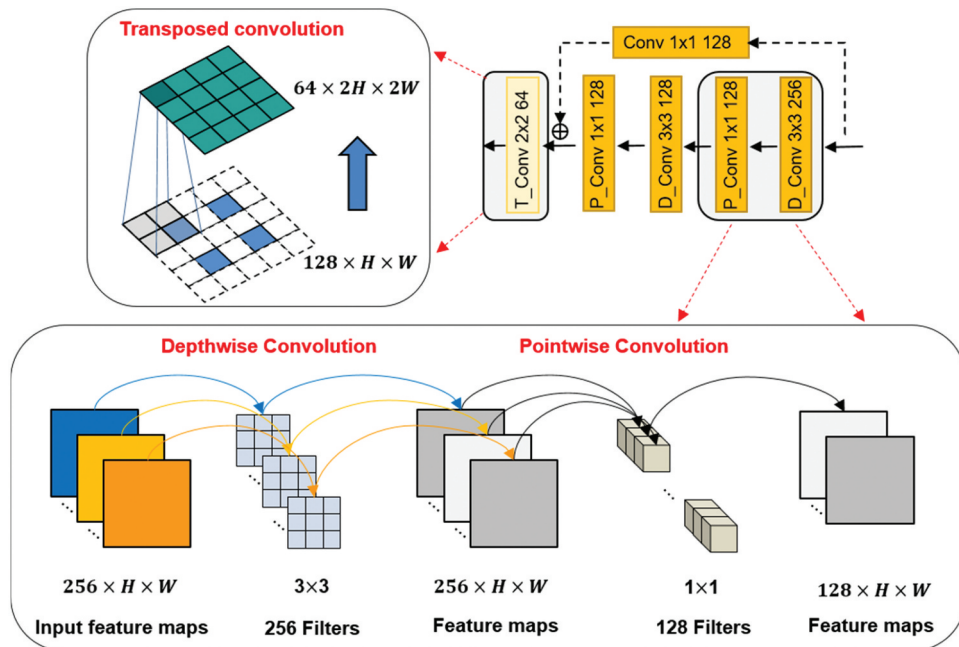 Transposed convolution
64 × 2H × 2W
128 × H × W
Conv 1x1 128
T_Conv 2x2 64
P_Conv 1x1 128
D_Conv 3x3 128
P_Conv 1x1 128
D_Conv 3x3 256
Depthwise Convolution
Pointwise Convolution
256 × H × W
3×3
256 × H × W
1×1
128 × H × W
Input feature maps
256 Filters
Feature maps
128 Filters
Feature maps